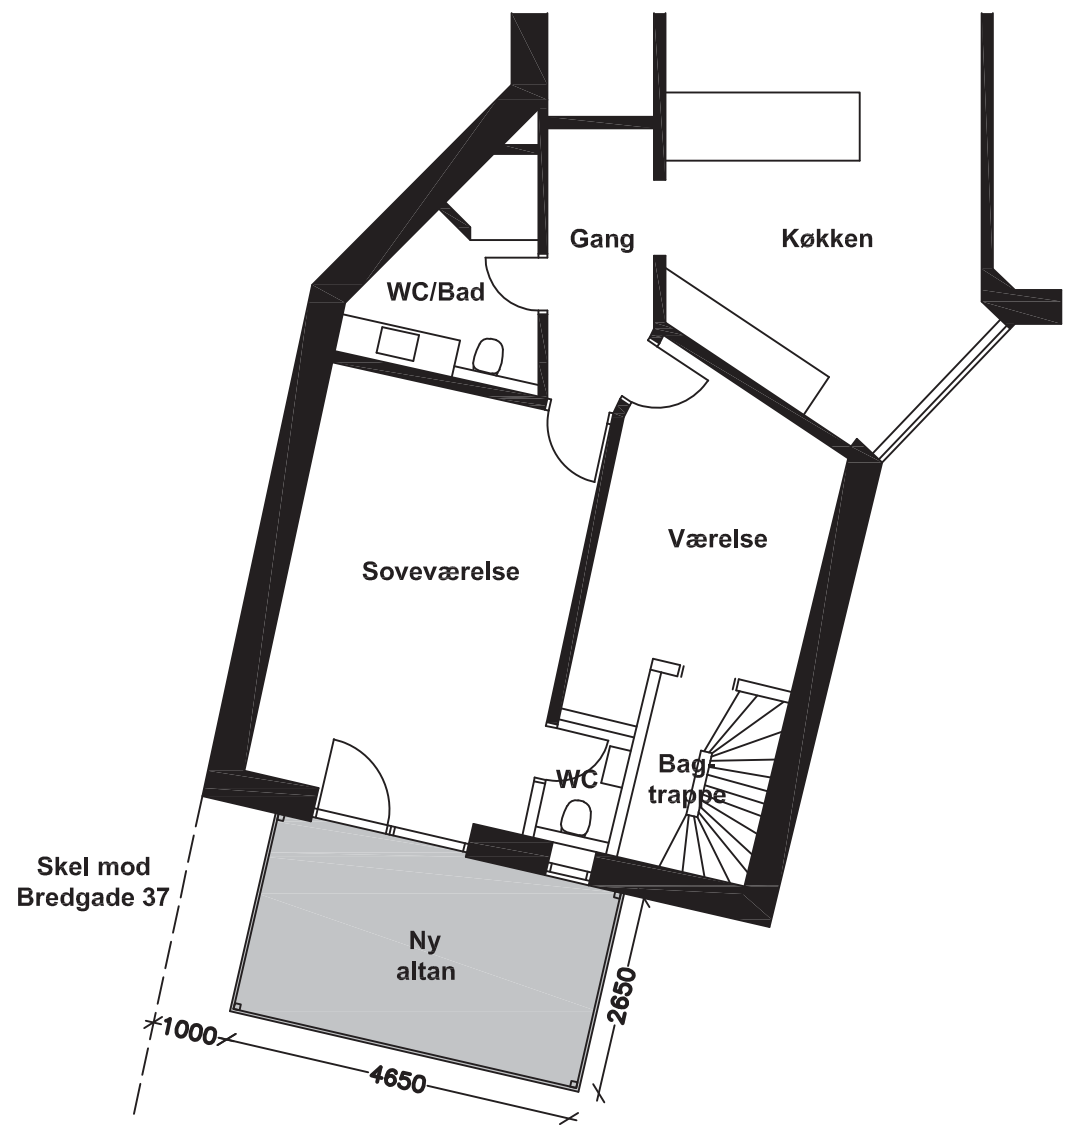 Gang
Køkken
WC/Bad
Værelse
Soveværelse
WC
Bag-
trappe
Skel mod
Bredgade 37
Ny
altan
2650
1000
4650